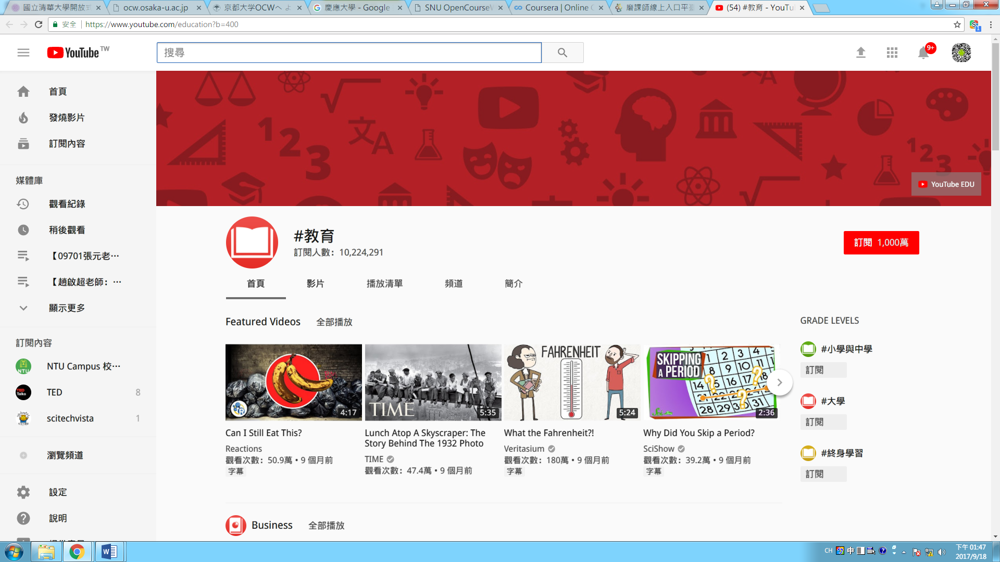 國立清華大學開放式
ocw.osaka-u.ac.jp
京都大学OCWへ よ
慶應大學 - Google
SNU OpenCourseW
Coursera | Online C
磨課師線上入口平臺
(54) #教育 - YouTu
安全
https://www.youtube.com/education?b=400
YouTube TW
搜尋
9+
首頁
發燒影片
訂閱內容
媒體庫
觀看紀錄
稍後觀看
【09701張元老…
【趙啟超老師：…
顯示更多
訂閱內容
NTU Campus 校…
TED 8
scitechvista 1
瀏覽頻道
設定
說明
1 2 3
文A
1 2 3
YouTube EDU
#教育
訂閱人數：10,224,291
訂閱 1,000萬
首頁 影片 播放清單 頻道 簡介
Featured Videos 全部播放
4:17
Can I Still Eat This?
Reactions
觀看次數：50.9萬 • 9 個月前
字幕
TIME
5:35
Lunch Atop A Skyscraper: The
Story Behind The 1932 Photo
TIME
觀看次數：47.4萬 • 9 個月前
FAHRENHEIT
5:24
What the Fahrenheit?!
Veritasium
觀看次數：180萬 • 9 個月前
字幕
SKIPPING
A PERIOD
2:36
Why Did You Skip a Period?
SciShow
觀看次數：39.2萬 • 9 個月前
字幕
GRADE LEVELS
#小學與中學
訂閱
#大學
訂閱
#終身學習
訂閱
Business 全部播放
CH
中
下午 01:47
2017/9/18